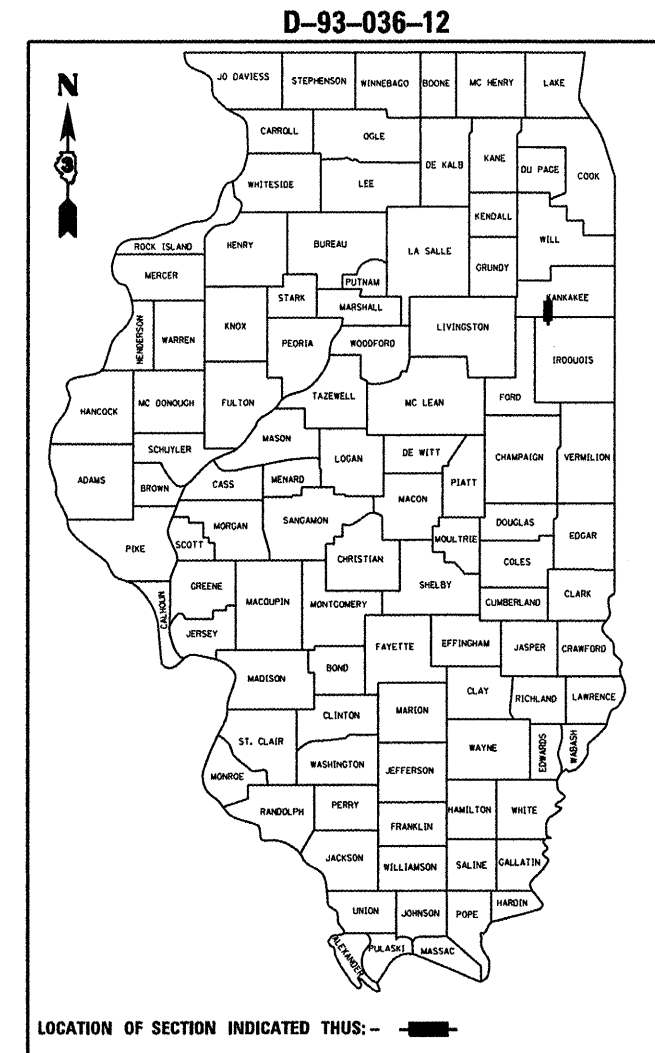 D-93-036-12
N
3
JO DAVIESS STEPHENSON WINNEBAGO BOONE MC HENRY LAKE
CARROLL OGLE
DE KALB KANE DU PAGE COOK
WHITESIDE LEE
KENDALL
ROCK ISLAND HENRY BUREAU LA SALLE GRUNDY WILL
MERCER PUTNAM
STARK MARSHALL KANKAKEE
HENDERSON WARREN KNOX PEORIA WOODFORD LIVINGSTON IROQUOIS
HANCOCK MC DONOUGH FULTON TAZEWELL MC LEAN FORD
MASON
SCHUYLER LOGAN DE WITT CHAMPAIGN VERMILION
ADAMS BROWN CASS MENARD MACON PIATT
MORGAN SANGAMON DOUGLAS EDGAR
PIKE SCOTT CHRISTIAN MOULTRIE COLES
GREENE MACOUPIN MONTGOMERY SHELBY CUMBERLAND CLARK
CALHOUN JERSEY FAYETTE EFFINGHAM JASPER CRAWFORD
MADISON BOND
CLAY RICHLAND LAWRENCE
CLINTON MARION
ST. CLAIR WAYNE EDWARDS WABASH
MONROE WASHINGTON JEFFERSON
RANDOLPH PERRY HAMILTON WHITE
FRANKLIN
JACKSON WILLIAMSON SALINE GALLATIN
UNION JOHNSON POPE HARDIN
ALEXANDER PULASKI MASSAC
LOCATION OF SECTION INDICATED THUS: -